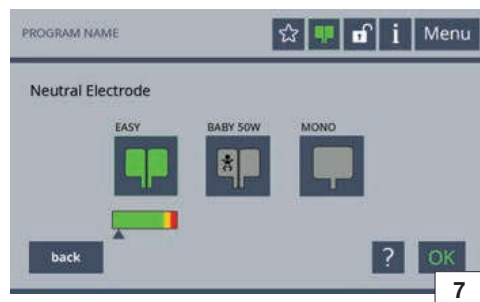 PROGRAM NAME i Menu
Neutral Electrode
EASY BABY 50W MONO
back ? OK
7